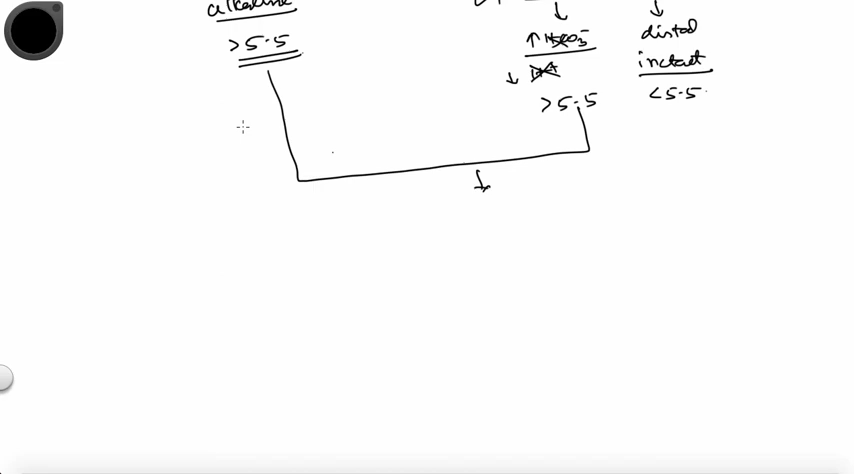 alkaline
>5.5
↑ HCO3
↓
>5.5
distal
intact
<5.5